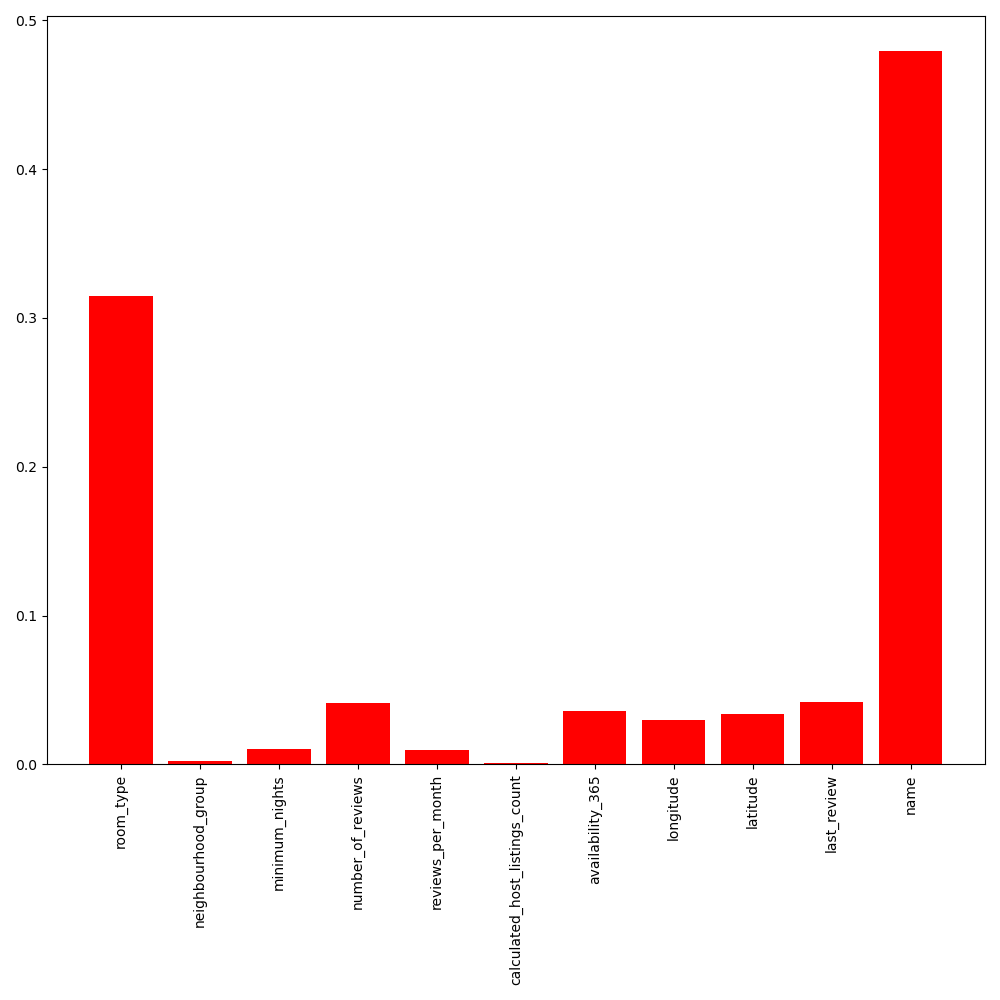 0.5
0.4
0.3
0.2
0.1
0.0
room_type
neighbourhood_group
minimum_nights
number_of_reviews
reviews_per_month
calculated_host_listings_count
availability_365
longitude
latitude
last_review
name